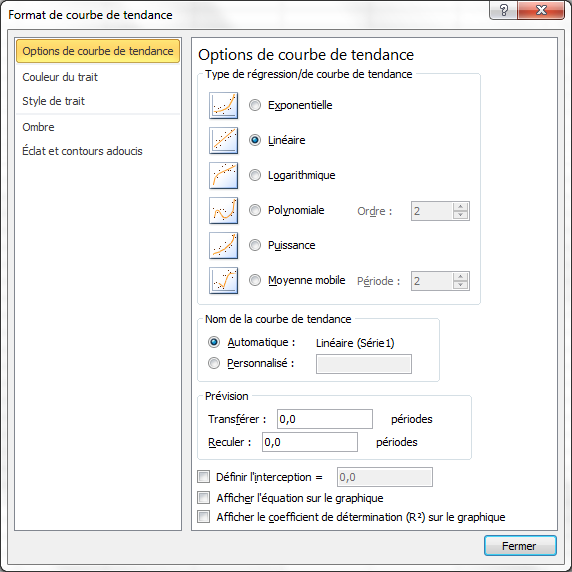 Format de courbe de tendance
Options de courbe de tendance
Couleur du trait
Style de trait
Ombre
Éclat et contours adoucis
Options de courbe de tendance
Type de régression/de courbe de tendance
Exponentielle
Linéaire
Logarithmique
Polynomiale Ordre : 2
Puissance
Moyenne mobile Période : 2
Nom de la courbe de tendance
Automatique : Linéaire (Série1)
Personnalisé :
Prévision
Transférer : 0,0 périodes
Reculer : 0,0 périodes
Définir l'interception = 0,0
Afficher l'équation sur le graphique
Afficher le coefficient de détermination (R²) sur le graphique
Fermer